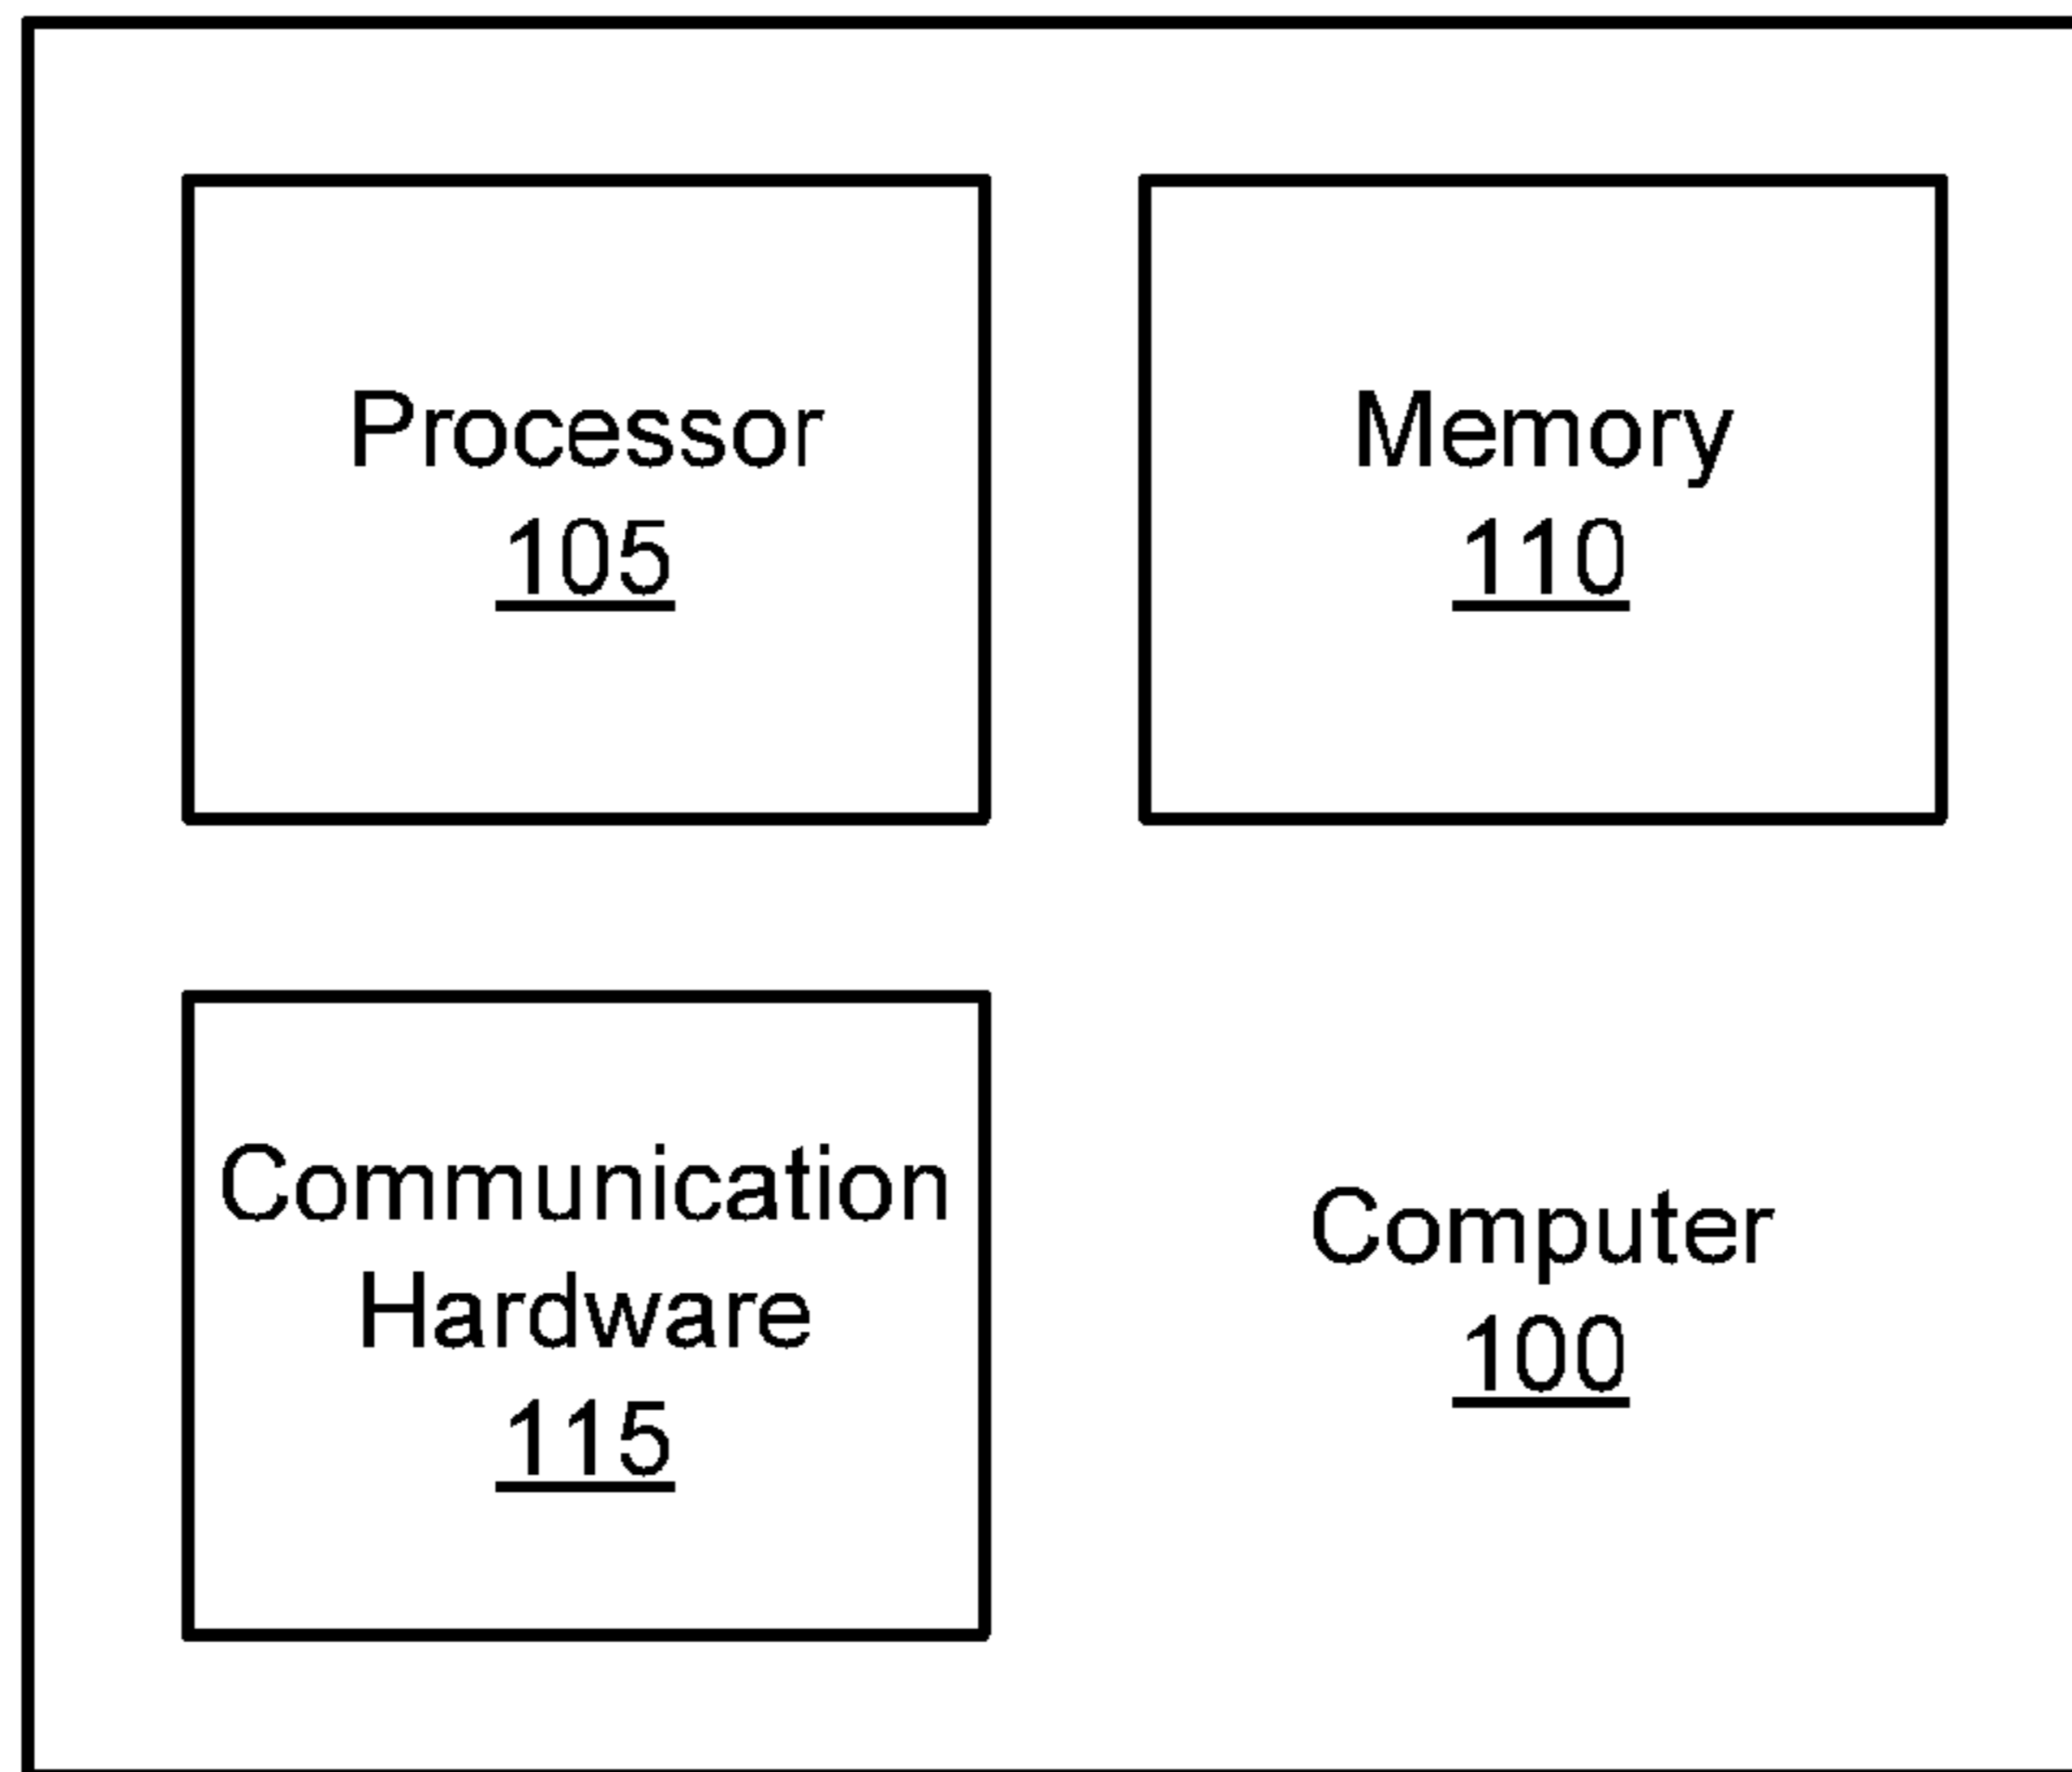 Processor
105
Memory
110
Communication
Hardware
115
Computer
100